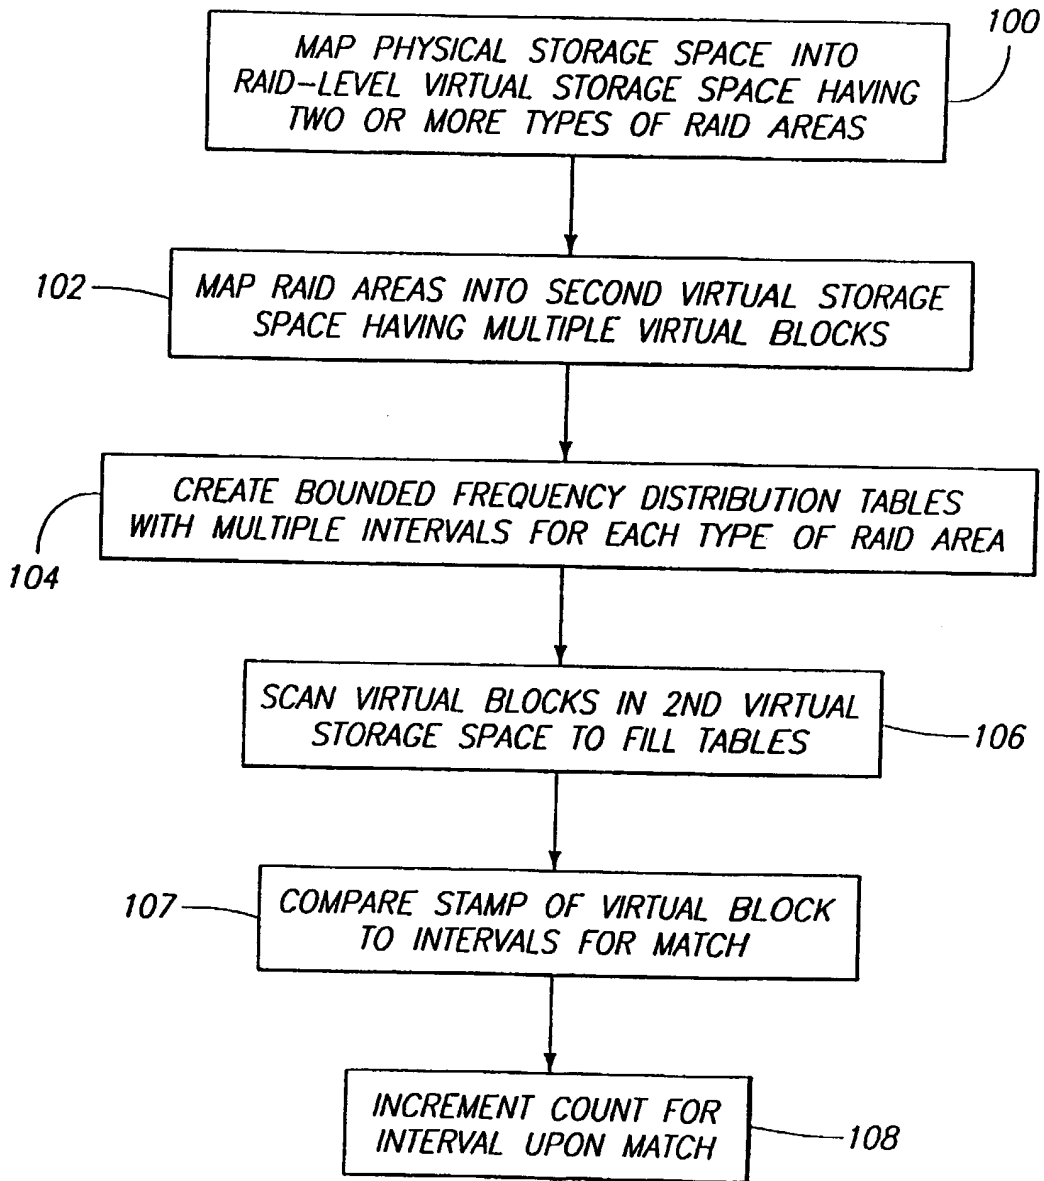 MAP PHYSICAL STORAGE SPACE INTO
RAID-LEVEL VIRTUAL STORAGE SPACE HAVING
TWO OR MORE TYPES OF RAID AREAS
100
102
MAP RAID AREAS INTO SECOND VIRTUAL STORAGE
SPACE HAVING MULTIPLE VIRTUAL BLOCKS
CREATE BOUNDED FREQUENCY DISTRIBUTION TABLES
WITH MULTIPLE INTERVALS FOR EACH TYPE OF RAID AREA
104
SCAN VIRTUAL BLOCKS IN 2ND VIRTUAL
STORAGE SPACE TO FILL TABLES
106
107
COMPARE STAMP OF VIRTUAL BLOCK
TO INTERVALS FOR MATCH
INCREMENT COUNT FOR
INTERVAL UPON MATCH
108